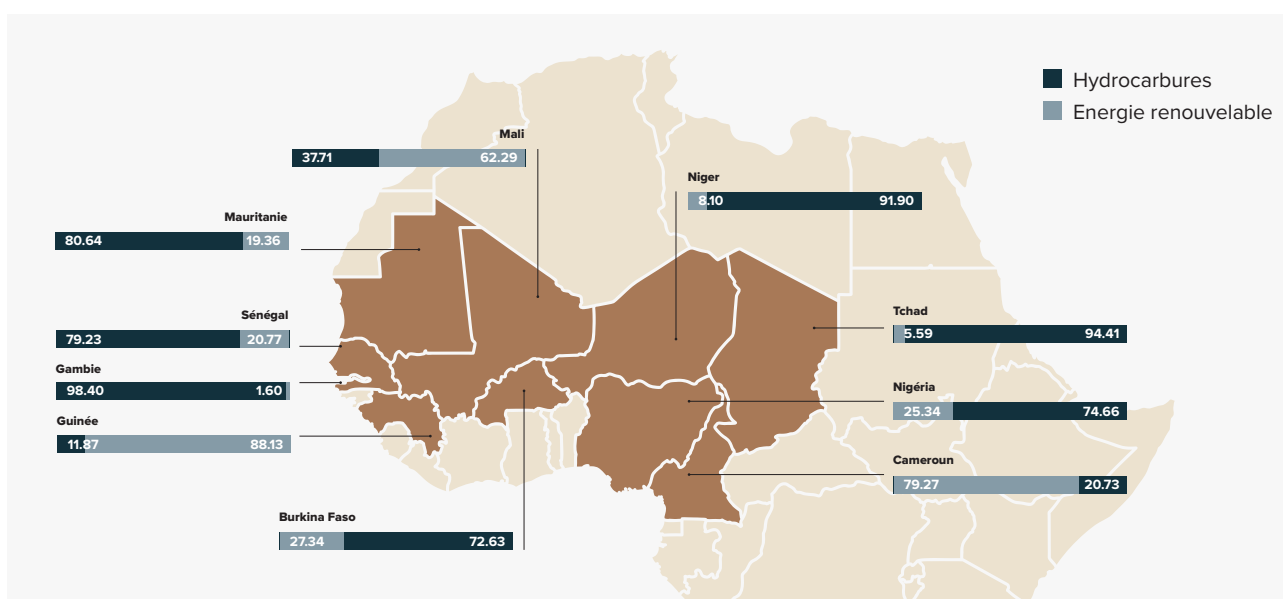 Hydrocarbures
Energie renouvelable
Mali
37.71 62.29
Niger
8.10 91.90
Mauritanie
80.64 19.36
Sénégal
79.23 20.77
Tchad
5.59 94.41
Gambie
98.40 1.60
Nigéria
25.34 74.66
Guinée
11.87 88.13
Cameroun
79.27 20.73
Burkina Faso
27.34 72.63